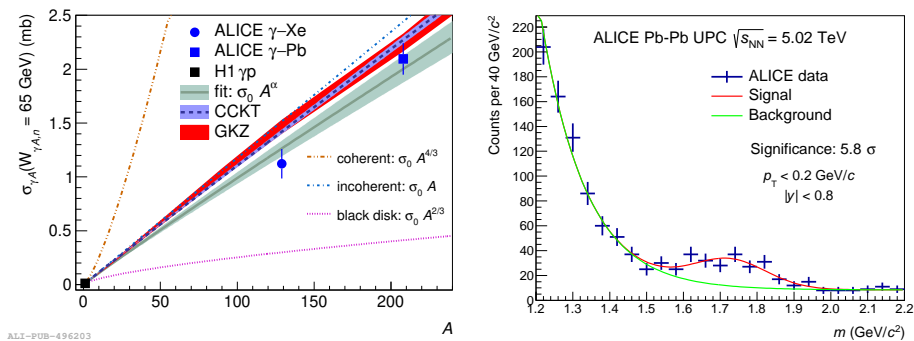 σγA(WγA,n = 65 GeV) (mb)
2.5
2
1.5
1
0.5
0
0
50
100
150
200
A
ALICE γ−Xe
ALICE γ−Pb
H1 γp
fit: σ₀ A^α
CCKT
GKZ
coherent: σ₀ A^4/3
incoherent: σ₀ A
black disk: σ₀ A^2/3
ALI-PUB-496203
Counts per 40 GeV/c²
220
200
180
160
140
120
100
80
60
40
20
0
1.2
1.3
1.4
1.5
1.6
1.7
1.8
1.9
2.0
2.1
2.2
m (GeV/c²)
ALICE Pb-Pb UPC √sNN = 5.02 TeV
ALICE data
Signal
Background
Significance: 5.8 σ
pT < 0.2 GeV/c
|y| < 0.8